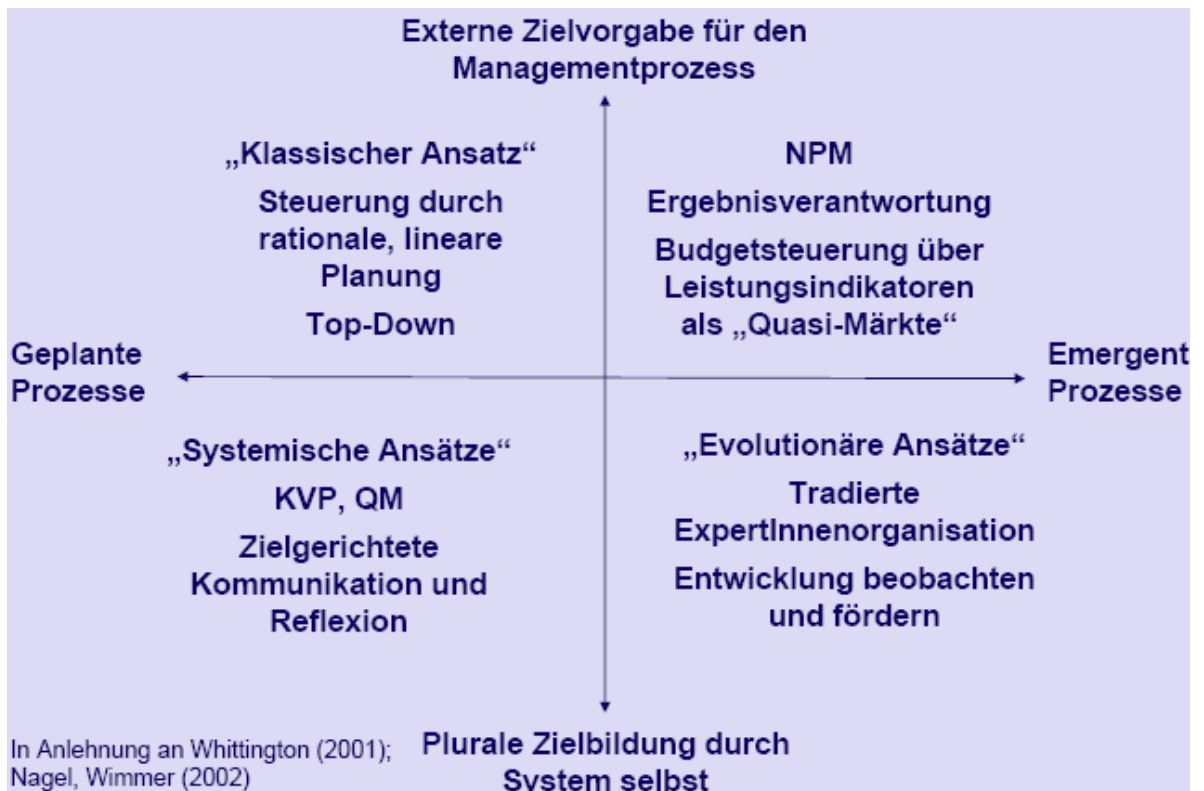 Externe Zielvorgabe für den
Managementprozess
„Klassischer Ansatz“
Steuerung durch
rationale, lineare
Planung
Top-Down
NPM
Ergebnisverantwortung
Budgetsteuerung über
Leistungsindikatoren
als „Quasi-Märkte“
Geplante
Prozesse
Emergent
Prozesse
„Systemische Ansätze“
KVP, QM
Zielgerichtete
Kommunikation und
Reflexion
„Evolutionäre Ansätze“
Tradierte
ExpertInnenorganisation
Entwicklung beobachten
und fördern
In Anlehnung an Whittington (2001);
Nagel, Wimmer (2002)
Plurale Zielbildung durch
System selbst